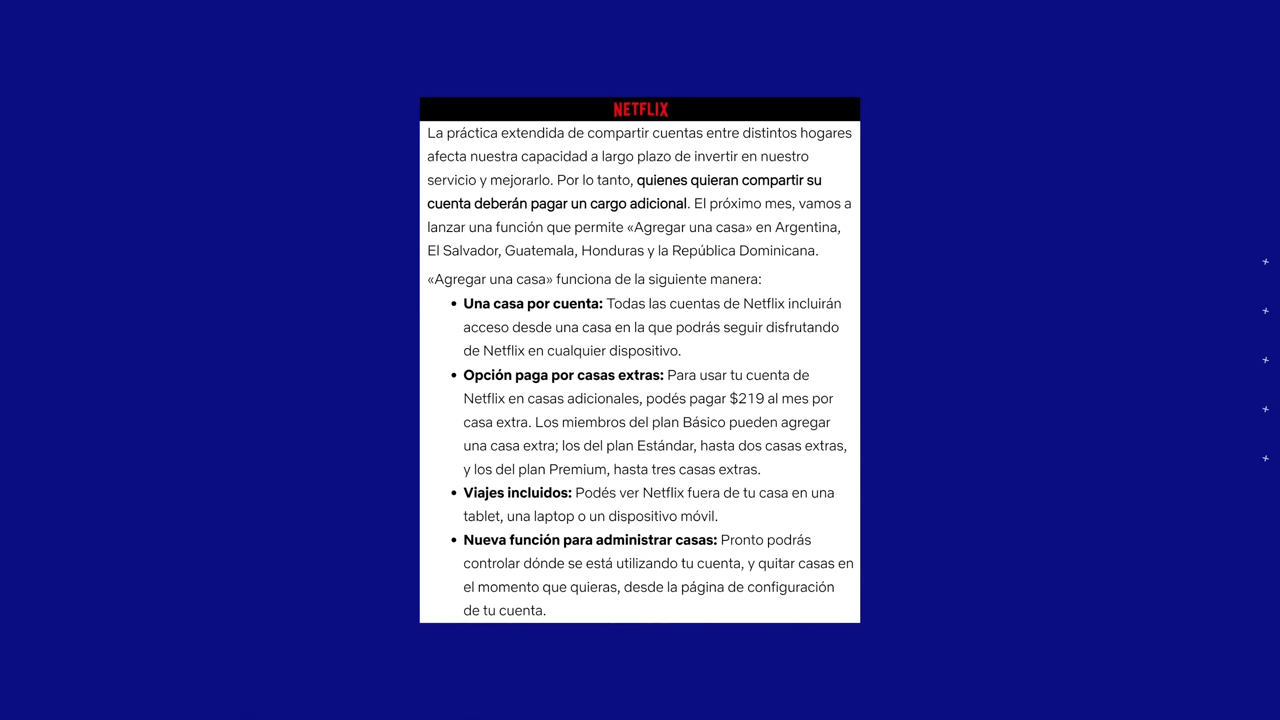 NETFLIX
La práctica extendida de compartir cuentas entre distintos hogares
afecta nuestra capacidad a largo plazo de invertir en nuestro
servicio y mejorarlo. Por lo tanto, quienes quieran compartir su
cuenta deberán pagar un cargo adicional. El próximo mes, vamos a
lanzar una función que permite «Agregar una casa» en Argentina,
El Salvador, Guatemala, Honduras y la República Dominicana.
«Agregar una casa» funciona de la siguiente manera:
• Una casa por cuenta: Todas las cuentas de Netflix incluirán
acceso desde una casa en la que podrás seguir disfrutando
de Netflix en cualquier dispositivo.
• Opción paga por casas extras: Para usar tu cuenta de
Netflix en casas adicionales, podés pagar $219 al mes por
casa extra. Los miembros del plan Básico pueden agregar
una casa extra; los del plan Estándar, hasta dos casas extras,
y los del plan Premium, hasta tres casas extras.
• Viajes incluidos: Podés ver Netflix fuera de tu casa en una
tablet, una laptop o un dispositivo móvil.
• Nueva función para administrar casas: Pronto podrás
controlar dónde se está utilizando tu cuenta, y quitar casas en
el momento que quieras, desde la página de configuración
de tu cuenta.